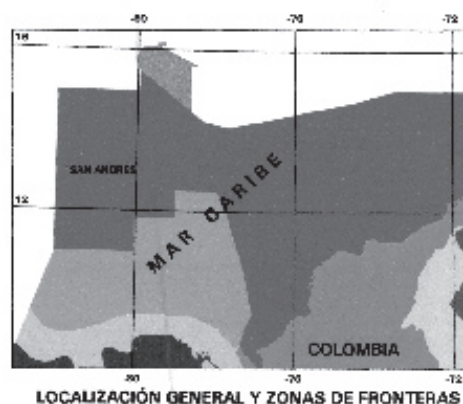 -80 -76 -72
16
SAN ANDRES
12
MAR CARIBE
COLOMBIA
-80 -76 -72
LOCALIZACIÓN GENERAL Y ZONAS DE FRONTERAS